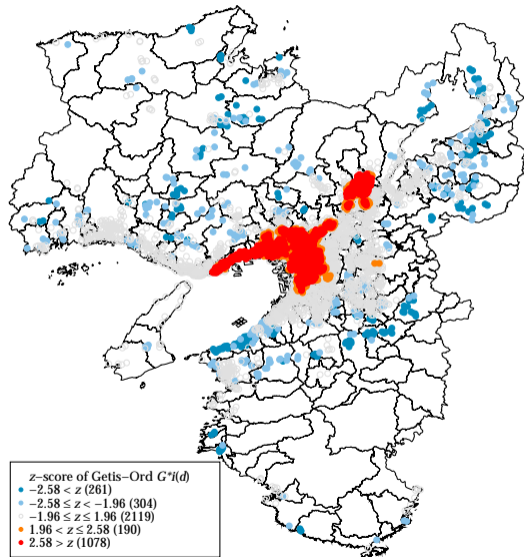 z−score of Getis−Ord G*i(d)
−2.58 < z (261)
−2.58 ≤ z < −1.96 (304)
−1.96 ≤ z ≤ 1.96 (2119)
1.96 < z ≤ 2.58 (190)
2.58 > z (1078)